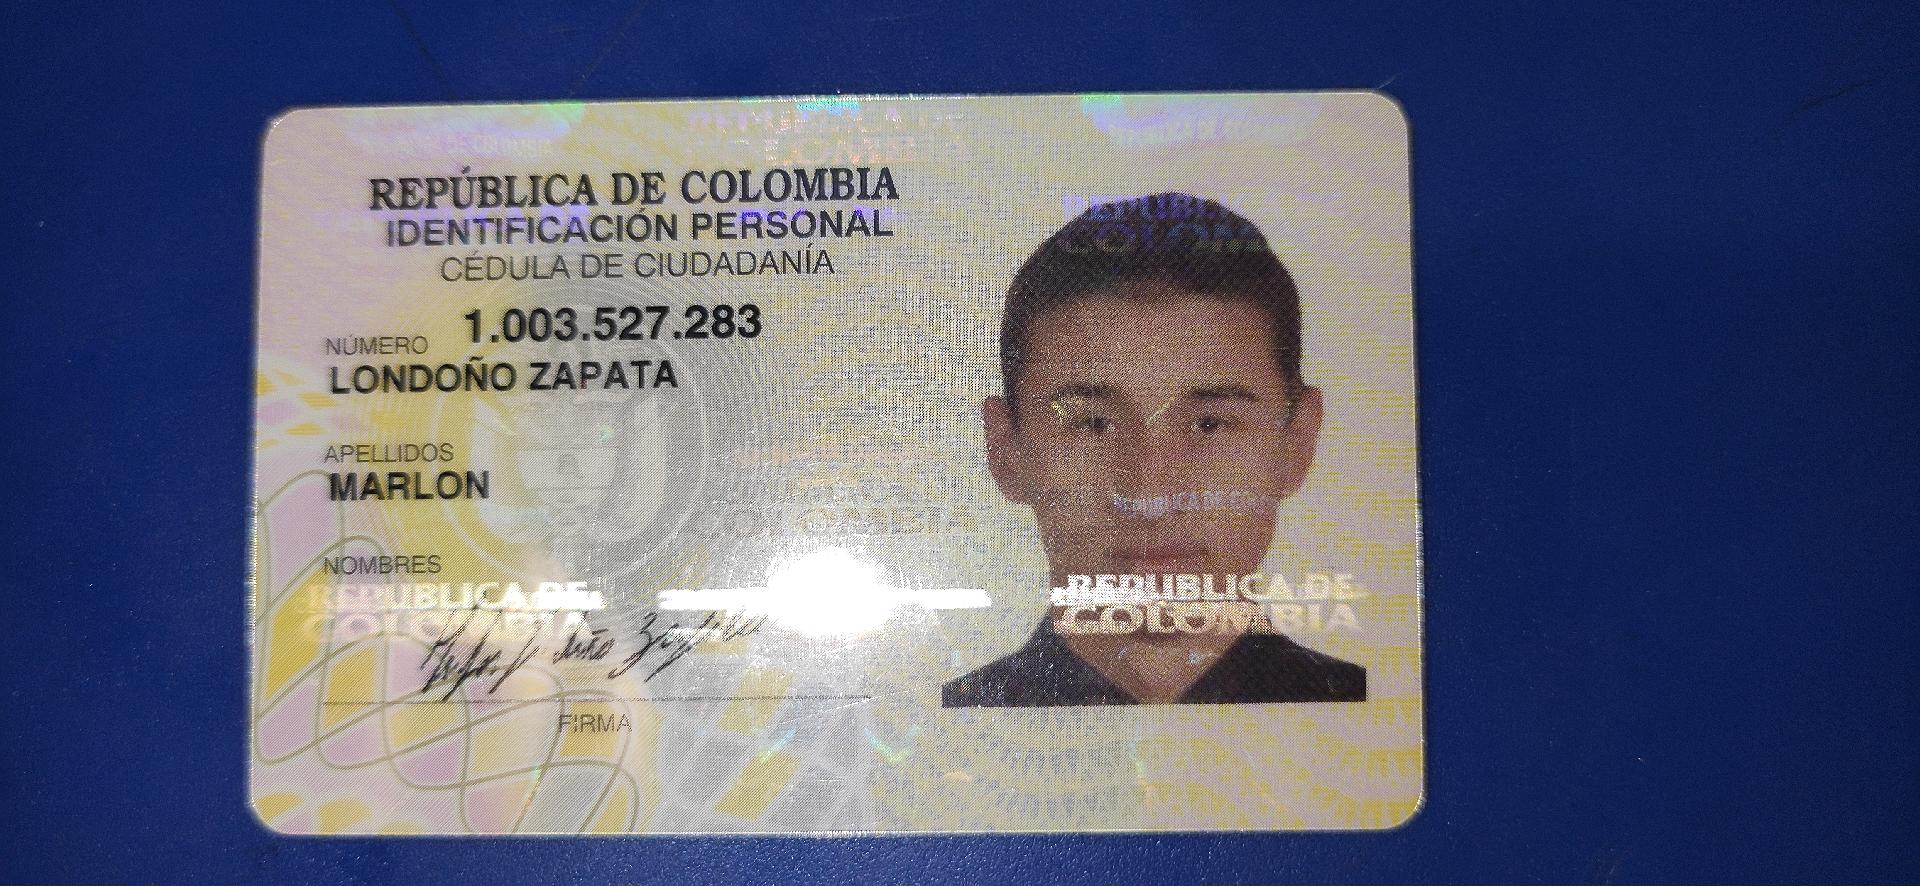 REPÚBLICA DE COLOMBIA
IDENTIFICACIÓN PERSONAL
CÉDULA DE CIUDADANÍA
NÚMERO 1.003.527.283
LONDOÑO ZAPATA
APELLIDOS
MARLON
NOMBRES
REPUBLICA DE
COLOMBIA
REPUBLICA DE
COLOMBIA
FIRMA